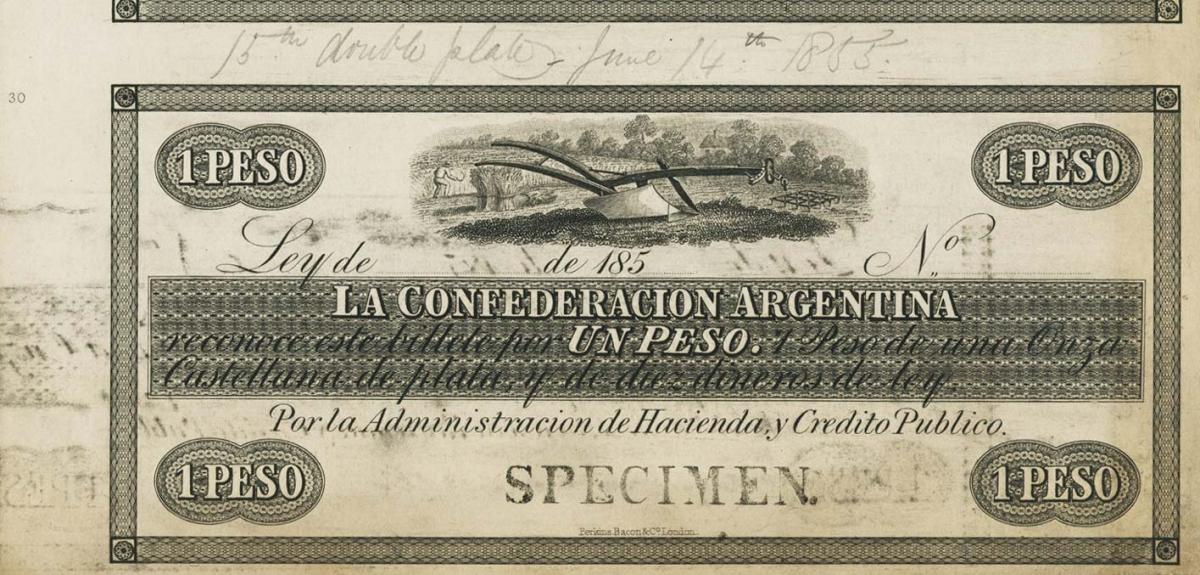 15th double plate - June 14th 1855.
30
1 PESO 1 PESO
Ley de de 185 No
LA CONFEDERACION ARGENTINA
reconoce este billete por UN PESO. 1 Peso de una Onza
Castellana de plata, y de diez dineros de ley.
Por la Administracion de Hacienda, y Credito Publico.
1 PESO SPECIMEN. 1 PESO
Perkins, Bacon & Co. London.